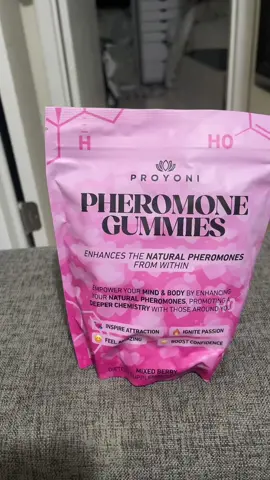 H
HO
PROYONI
PHEROMONE
GUMMIES
ENHANCES THE NATURAL PHEROMONES
FROM WITHIN
EMPOWER YOUR MIND & BODY BY ENHANCING
YOUR NATURAL PHEROMONES, PROMOTING
DEEPER CHEMISTRY WITH THOSE AROUND YOU
INSPIRE ATTRACTION
IGNITE PASSION
FEEL AMAZING
BOOST CONFIDENCE
MIXED BERRY